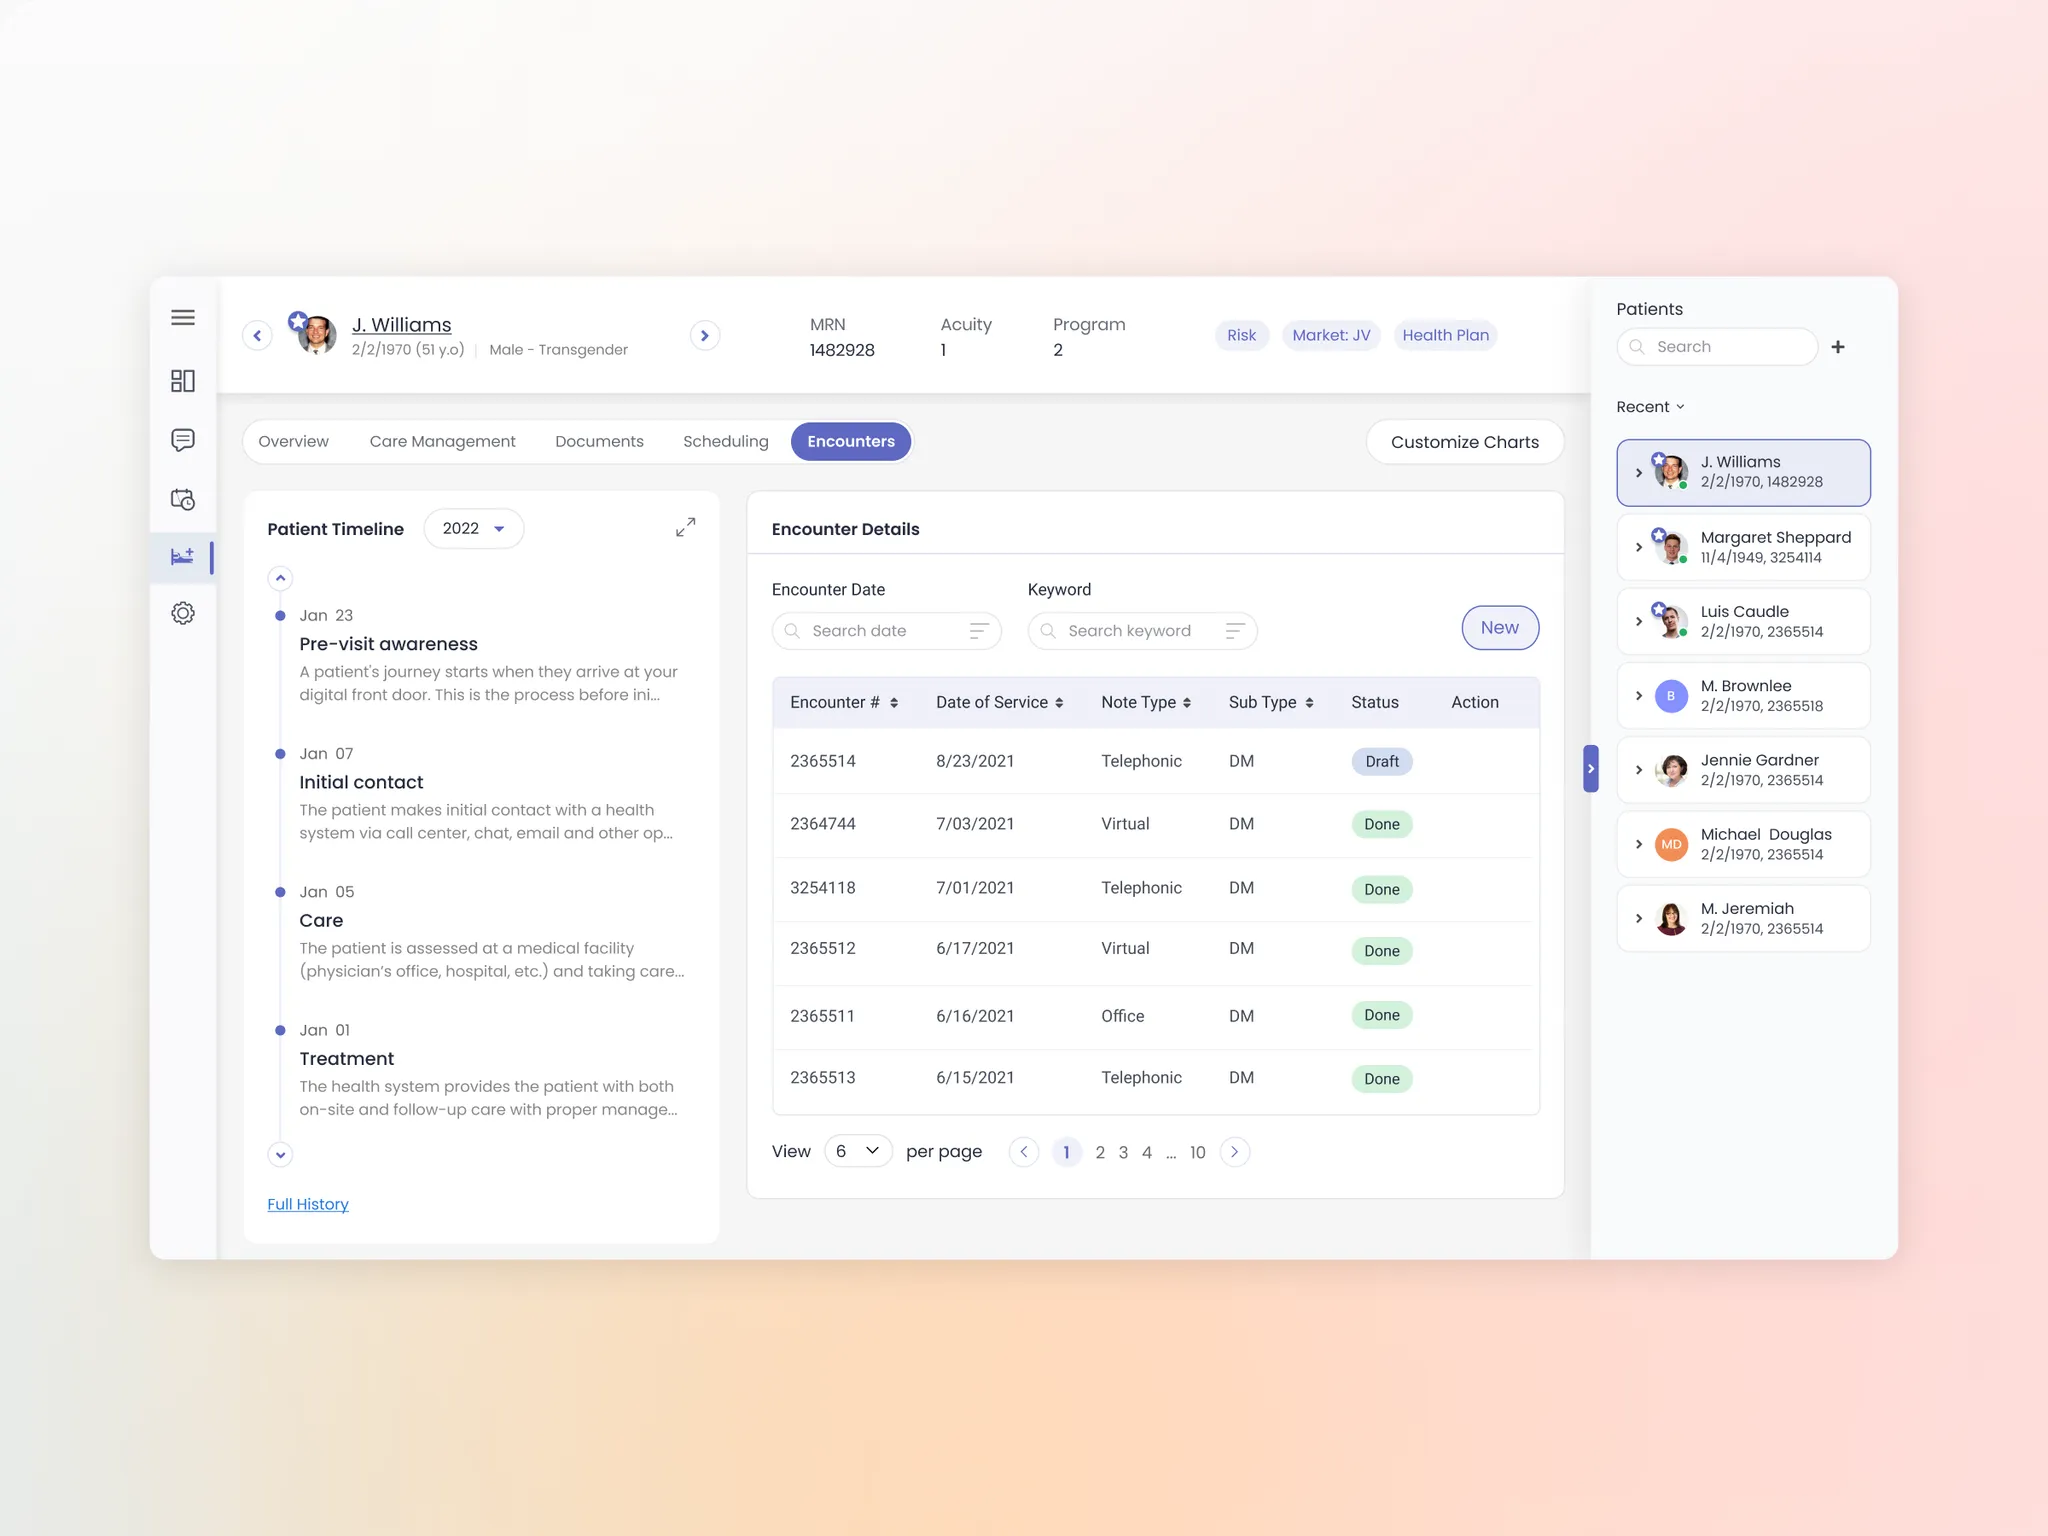 J. Williams
2/2/1970 (51 y.o) Male - Transgender
MRN
1482928
Acuity
1
Program
2
Risk
Market: JV
Health Plan
Overview Care Management Documents Scheduling Encounters
Customize Charts
Patient Timeline
2022
Jan 23
Pre-visit awareness
A patient's journey starts when they arrive at your
digital front door. This is the process before ini...
Jan 07
Initial contact
The patient makes initial contact with a health
system via call center, chat, email and other op...
Jan 05
Care
The patient is assessed at a medical facility
(physician’s office, hospital, etc.) and taking care...
Jan 01
Treatment
The health system provides the patient with both
on-site and follow-up care with proper manage...
Full History
Encounter Details
Encounter Date
Search date
Keyword
Search keyword
New
Encounter # Date of Service Note Type Sub Type Status Action
2365514 8/23/2021 Telephonic DM Draft
2364744 7/03/2021 Virtual DM Done
3254118 7/01/2021 Telephonic DM Done
2365512 6/17/2021 Virtual DM Done
2365511 6/16/2021 Office DM Done
2365513 6/15/2021 Telephonic DM Done
View 6 per page 1 2 3 4 ... 10
Patients
Search
Recent
J. Williams
2/2/1970, 1482928
Margaret Sheppard
11/4/1949, 3254114
Luis Caudle
2/2/1970, 2365514
B
M. Brownlee
2/2/1970, 2365518
Jennie Gardner
2/2/1970, 2365514
MD
Michael Douglas
2/2/1970, 2365514
M. Jeremiah
2/2/1970, 2365514